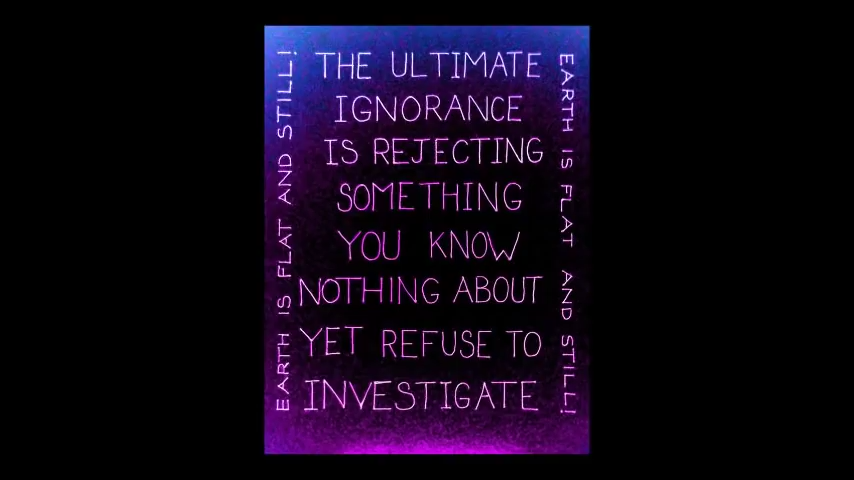 EARTH IS FLAT AND STILL!
THE ULTIMATE
IGNORANCE
IS REJECTING
SOMETHING
YOU KNOW
NOTHING ABOUT
YET REFUSE TO
INVESTIGATE
EARTH IS FLAT AND STILL!